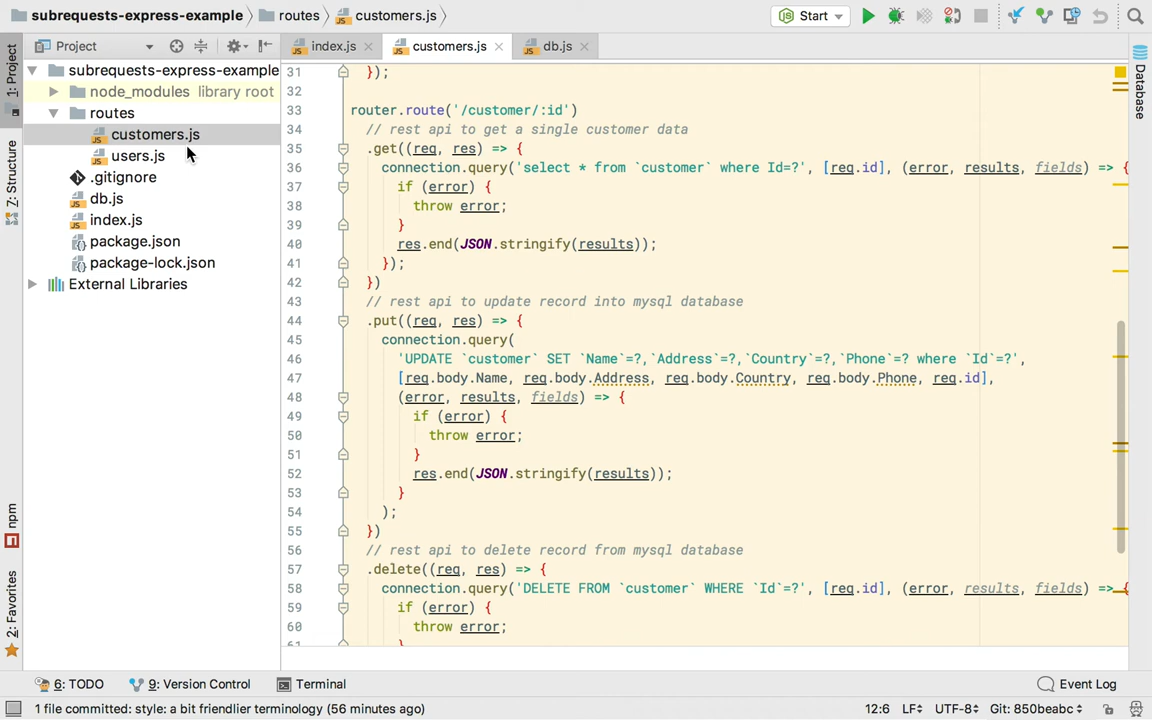 subrequests-express-example routes customers.js Start
Project index.js customers.js db.js
1: Project
Z: Structure
npm
2: Favorites
subrequests-express-example
node_modules library root
routes
customers.js
users.js
.gitignore
db.js
index.js
package.json
package-lock.json
External Libraries
31 });
32
33 router.route('/customer/:id')
34 // rest api to get a single customer data
35 .get((req, res) => {
36 connection.query('select * from `customer` where Id=?', [req.id], (error, results, fields) => {
37 if (error) {
38 throw error;
39 }
40 res.end(JSON.stringify(results));
41 });
42 })
43 // rest api to update record into mysql database
44 .put((req, res) => {
45 connection.query(
46 'UPDATE `customer` SET `Name`=?,`Address`=?,`Country`=?,`Phone`=? where `Id`=?',
47 [req.body.Name, req.body.Address, req.body.Country, req.body.Phone, req.id],
48 (error, results, fields) => {
49 if (error) {
50 throw error;
51 }
52 res.end(JSON.stringify(results));
53 }
54 );
55 })
56 // rest api to delete record from mysql database
57 .delete((req, res) => {
58 connection.query('DELETE FROM `customer` WHERE `Id`=?', [req.id], (error, results, fields) => {
59 if (error) {
60 throw error;
61 }
Database
6: TODO 9: Version Control Terminal Event Log
1 file committed: style: a bit friendlier terminology (56 minutes ago) 12:6 LF UTF-8 Git: 850beabc